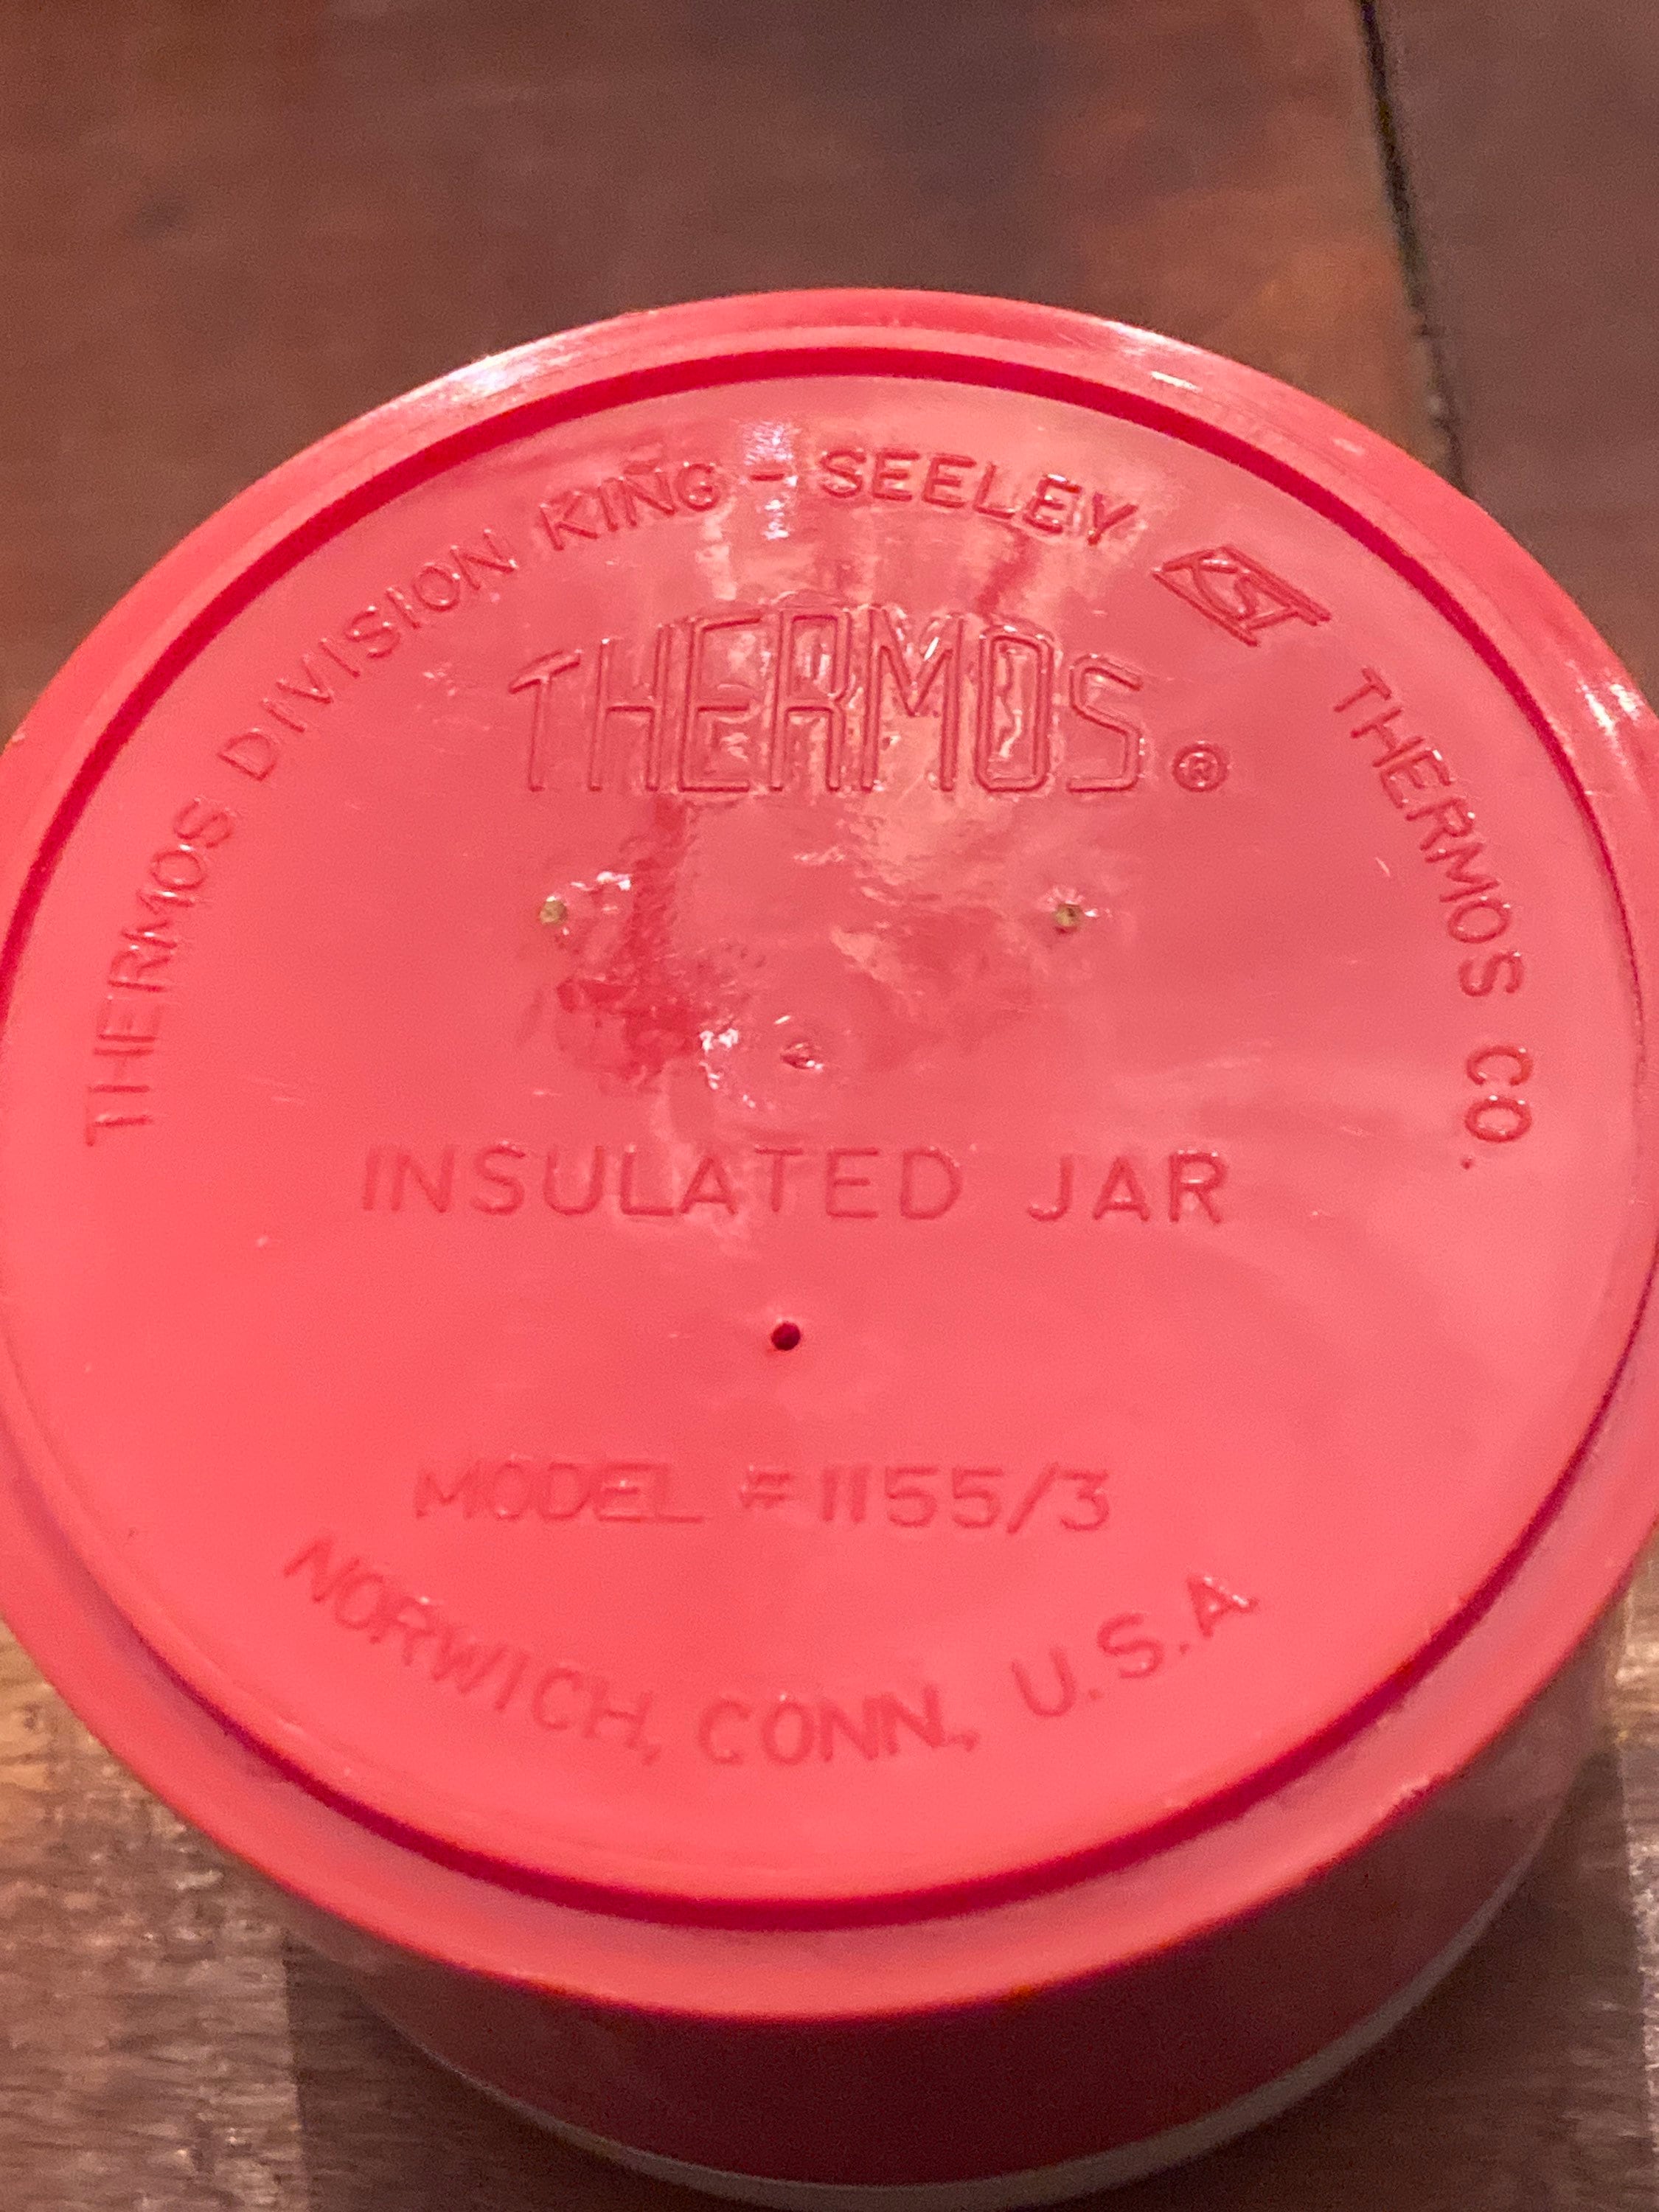 THERMOS DIVISION KING-SEELEY KST THERMOS CO.
THERMOS®
INSULATED JAR
MODEL #1155/3
NORWICH, CONN., U.S.A